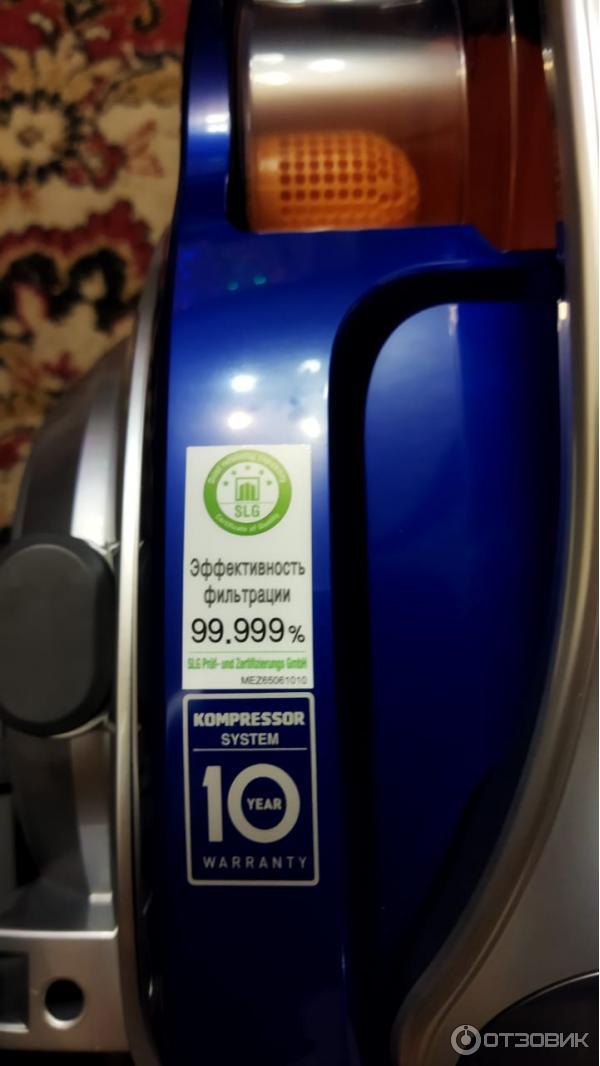 SLG
Certificate of Quality
Эффективность
фильтрации
99.999%
SLG Prüf- und Zertifizierungs GmbH
MEZ65061010
KOMPRESSOR
SYSTEM
10 YEAR
WARRANTY
ОТЗОВИК